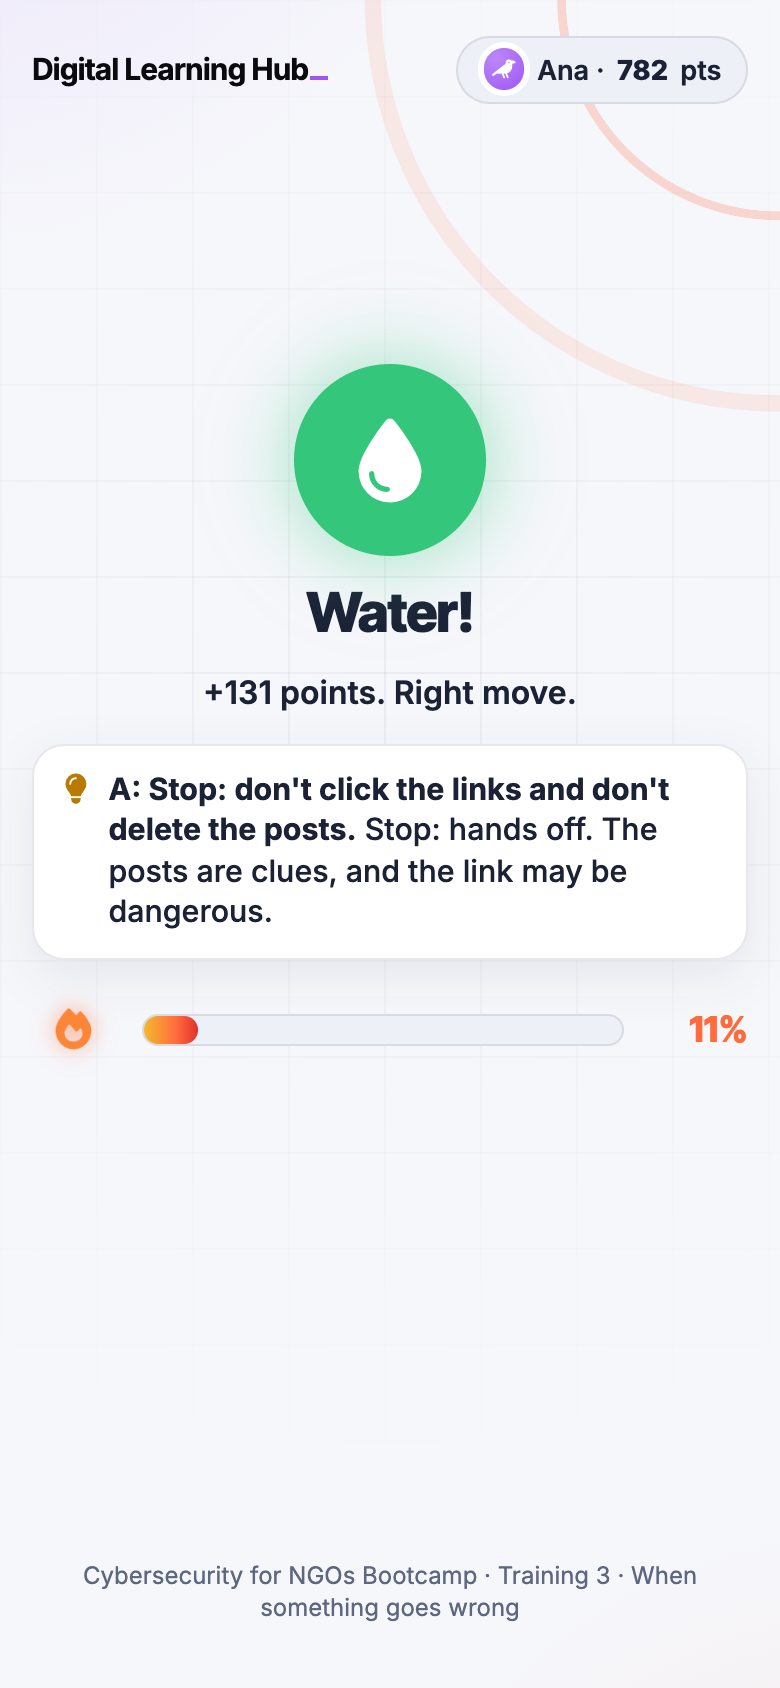 Digital Learning Hub_
Ana · 782 pts
Water!
+131 points. Right move.
A: Stop: don't click the links and don't
delete the posts. Stop: hands off. The
posts are clues, and the link may be
dangerous.
11%
Cybersecurity for NGOs Bootcamp · Training 3 · When
something goes wrong